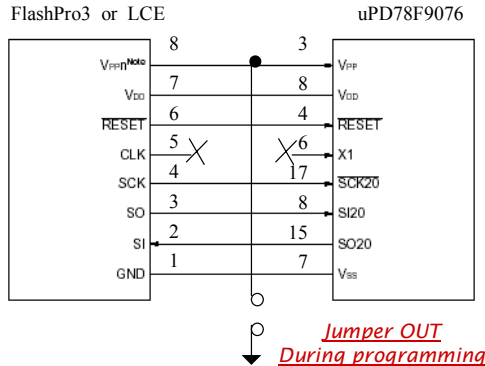 FlashPro3 or LCE uPD78F9076
VPPnNote 8 3 VPP
VDD 7 8 VDD
RESET 6 4 RESET
CLK 5 6 X1
SCK 4 17 SCK20
SO 3 8 SI20
SI 2 15 SO20
GND 1 7 VSS
Jumper OUT
During programming